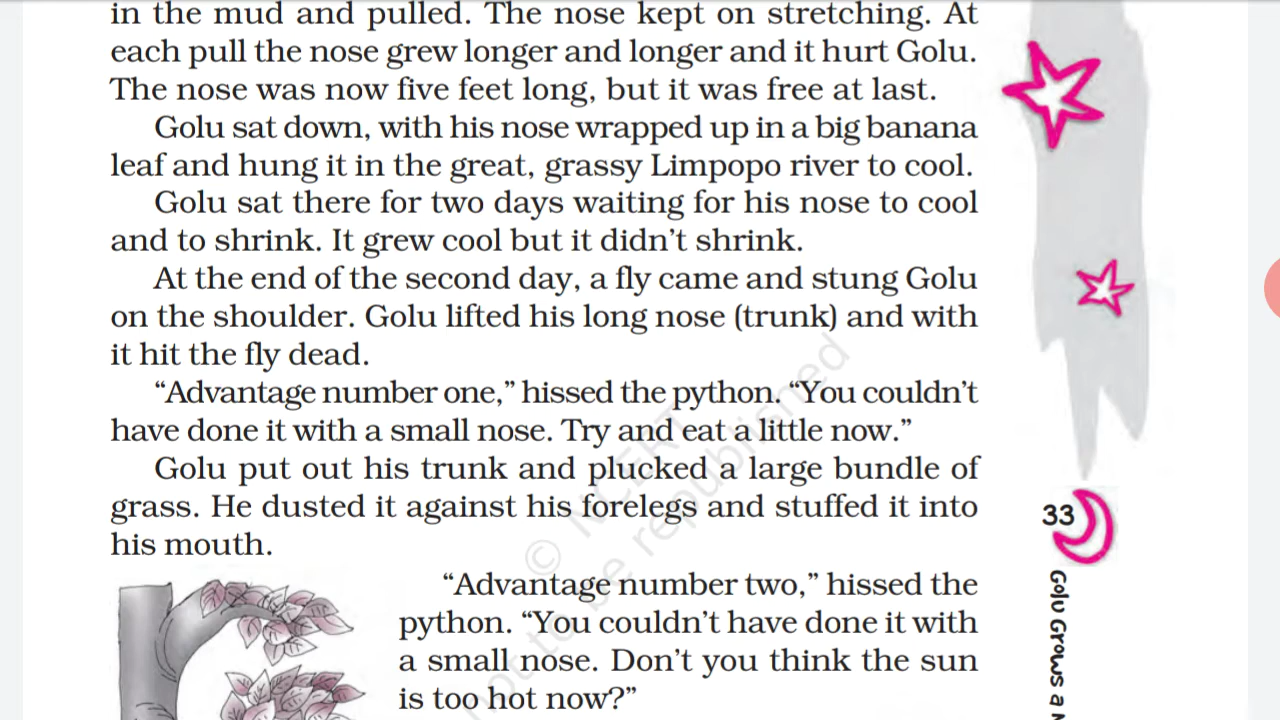 in the mud and pulled. The nose kept on stretching. At
each pull the nose grew longer and longer and it hurt Golu.
The nose was now five feet long, but it was free at last.
Golu sat down, with his nose wrapped up in a big banana
leaf and hung it in the great, grassy Limpopo river to cool.
Golu sat there for two days waiting for his nose to cool
and to shrink. It grew cool but it didn’t shrink.
At the end of the second day, a fly came and stung Golu
on the shoulder. Golu lifted his long nose (trunk) and with
it hit the fly dead.
“Advantage number one,” hissed the python. “You couldn’t
have done it with a small nose. Try and eat a little now.”
Golu put out his trunk and plucked a large bundle of
grass. He dusted it against his forelegs and stuffed it into
his mouth.
“Advantage number two,” hissed the
python. “You couldn’t have done it with
a small nose. Don’t you think the sun
is too hot now?”
33
Golu Grows a
© NCERT
not to be republished